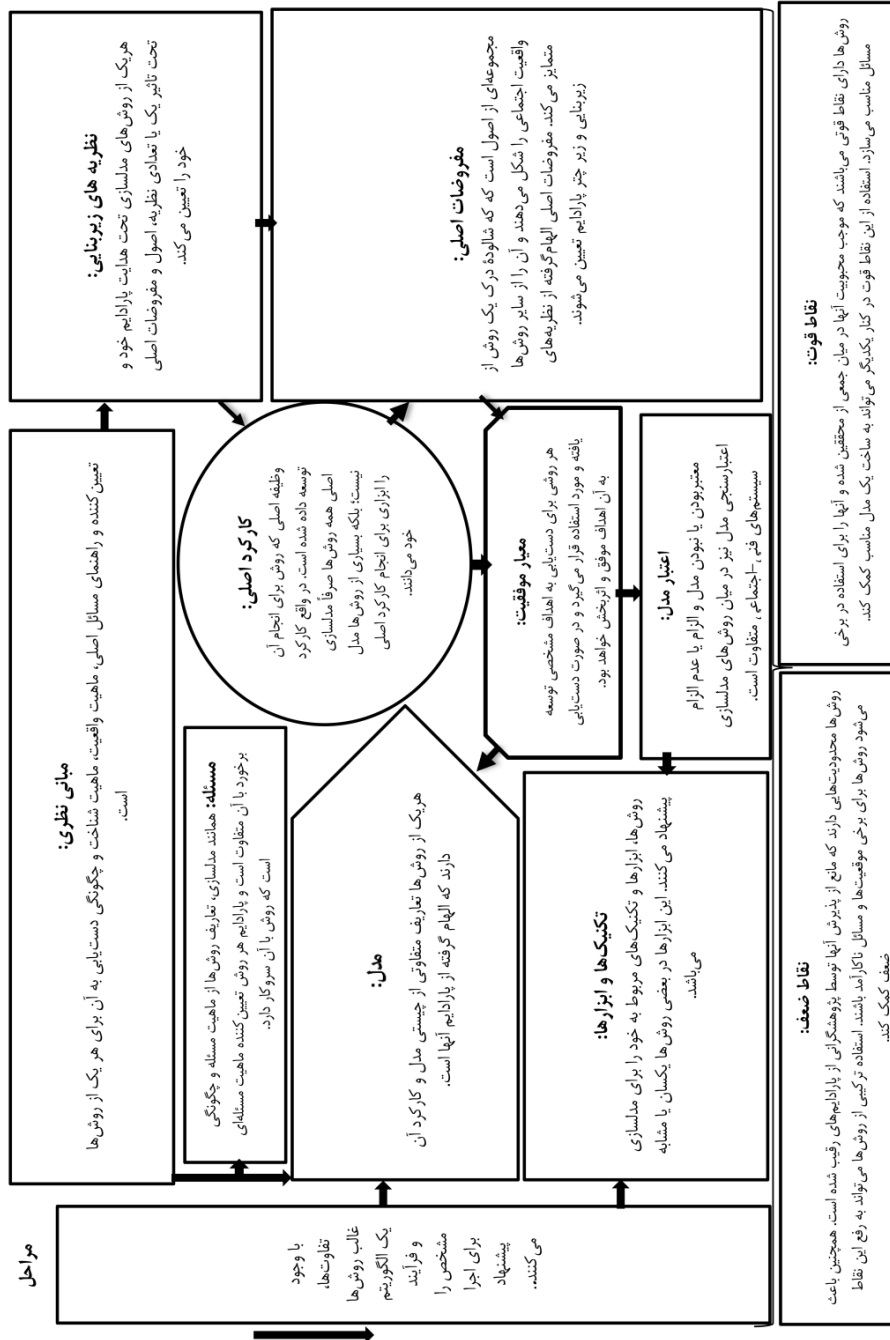 مبانی نظری:
تعیین‌کننده و راهنمای مسائل اصلی، ماهیت واقعیت، ماهیت شناخت و چگونگی دست‌یابی به آن برای هر یک از روش‌ها
است.
نظریه های زیربنایی:
هریک از روش‌های مدلسازی تحت هدایت پارادایم خود و
تحت تاثیر یک یا تعدادی نظریه، اصول و مفروضات اصلی
خود را تعیین می‌کند.
مراحل
با وجود
تفاوت‌ها،
غالب روش‌ها
یک الگوریتم
و فرآیند
مشخص را
برای اجرا
پیشنهاد
می‌کنند.
مسئله: همانند مدلسازی، تعاریف روش‌ها از ماهیت مسئله و چگونگی
برخورد با آن متفاوت است و پارادایم هر روش تعیین‌کننده ماهیت مسئله‌ای
است که روش با آن سروکار دارد.
کارکرد اصلی:
وظیفه اصلی که روش برای انجام آن
توسعه داده شده است. در واقع کارکرد
اصلی همه روش‌ها صرفاً مدلسازی
نیست؛ بلکه بسیاری از روش‌ها مدل
را ابزاری برای انجام کارکرد اصلی
خود می‌دانند.
مفروضات اصلی:
مجموعه‌ای از اصول است که که شالودهٔ درک یک روش از
واقعیت اجتماعی را شکل می‌دهند و آن را از سایر روش‌ها
متمایز می‌کند. مفروضات اصلی الهام‌گرفته از نظریه‌های
زیربنایی و زیر چتر پارادایم تعیین می‌شوند.
مدل:
هریک از روش‌ها تعاریف متفاوتی از چیستی مدل و کارکرد آن
دارند که الهام گرفته از پارادایم آنها است.
معیار موفقیت:
هر روشی برای دست‌یابی به اهداف مشخصی توسعه
یافته و مورد استفاده قرار می‌گیرد و در صورت دست‌یابی
به آن اهداف موفق و اثربخش خواهد بود.
تکنیک‌ها و ابزارها:
روش‌ها، ابزارها و تکنیک‌های مربوط به خود را برای مدلسازی
پیشنهاد می‌کنند. این ابزارها در بعضی روش‌ها یکسان یا مشابه
می‌باشد.
اعتبار مدل:
معتبربودن یا نبودن مدل و الزام یا عدم الزام
اعتبارسنجی مدل نیز در میان روش‌های مدلسازی
سیستم‌های فنی-اجتماعی متفاوت است.
نقاط ضعف:
روش‌ها محدودیت‌هایی دارند که مانع از پذیرش آنها توسط پژوهشگرانی از پارادایم‌های رقیب شده است. همچنین باعث
می‌شود روش‌ها برای برخی موقعیت‌ها و مسائل ناکارآمد باشند. استفاده ترکیبی از روش‌ها می‌تواند به رفع این نقاط
ضعف کمک کند.
نقاط قوت:
روش‌ها دارای نقاط قوتی می‌باشند که موجب محبوبیت آنها در میان جمعی از محققین شده و آنها را برای استفاده در برخی
مسائل مناسب می‌سازد. استفاده از این نقاط قوت در کنار یکدیگر می‌تواند به ساخت یک مدل مناسب کمک کند.